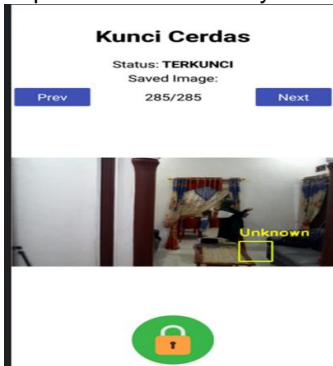 Kunci Cerdas
Status: TERKUNCI
Saved Image:
Prev 285/285 Next
Unknown